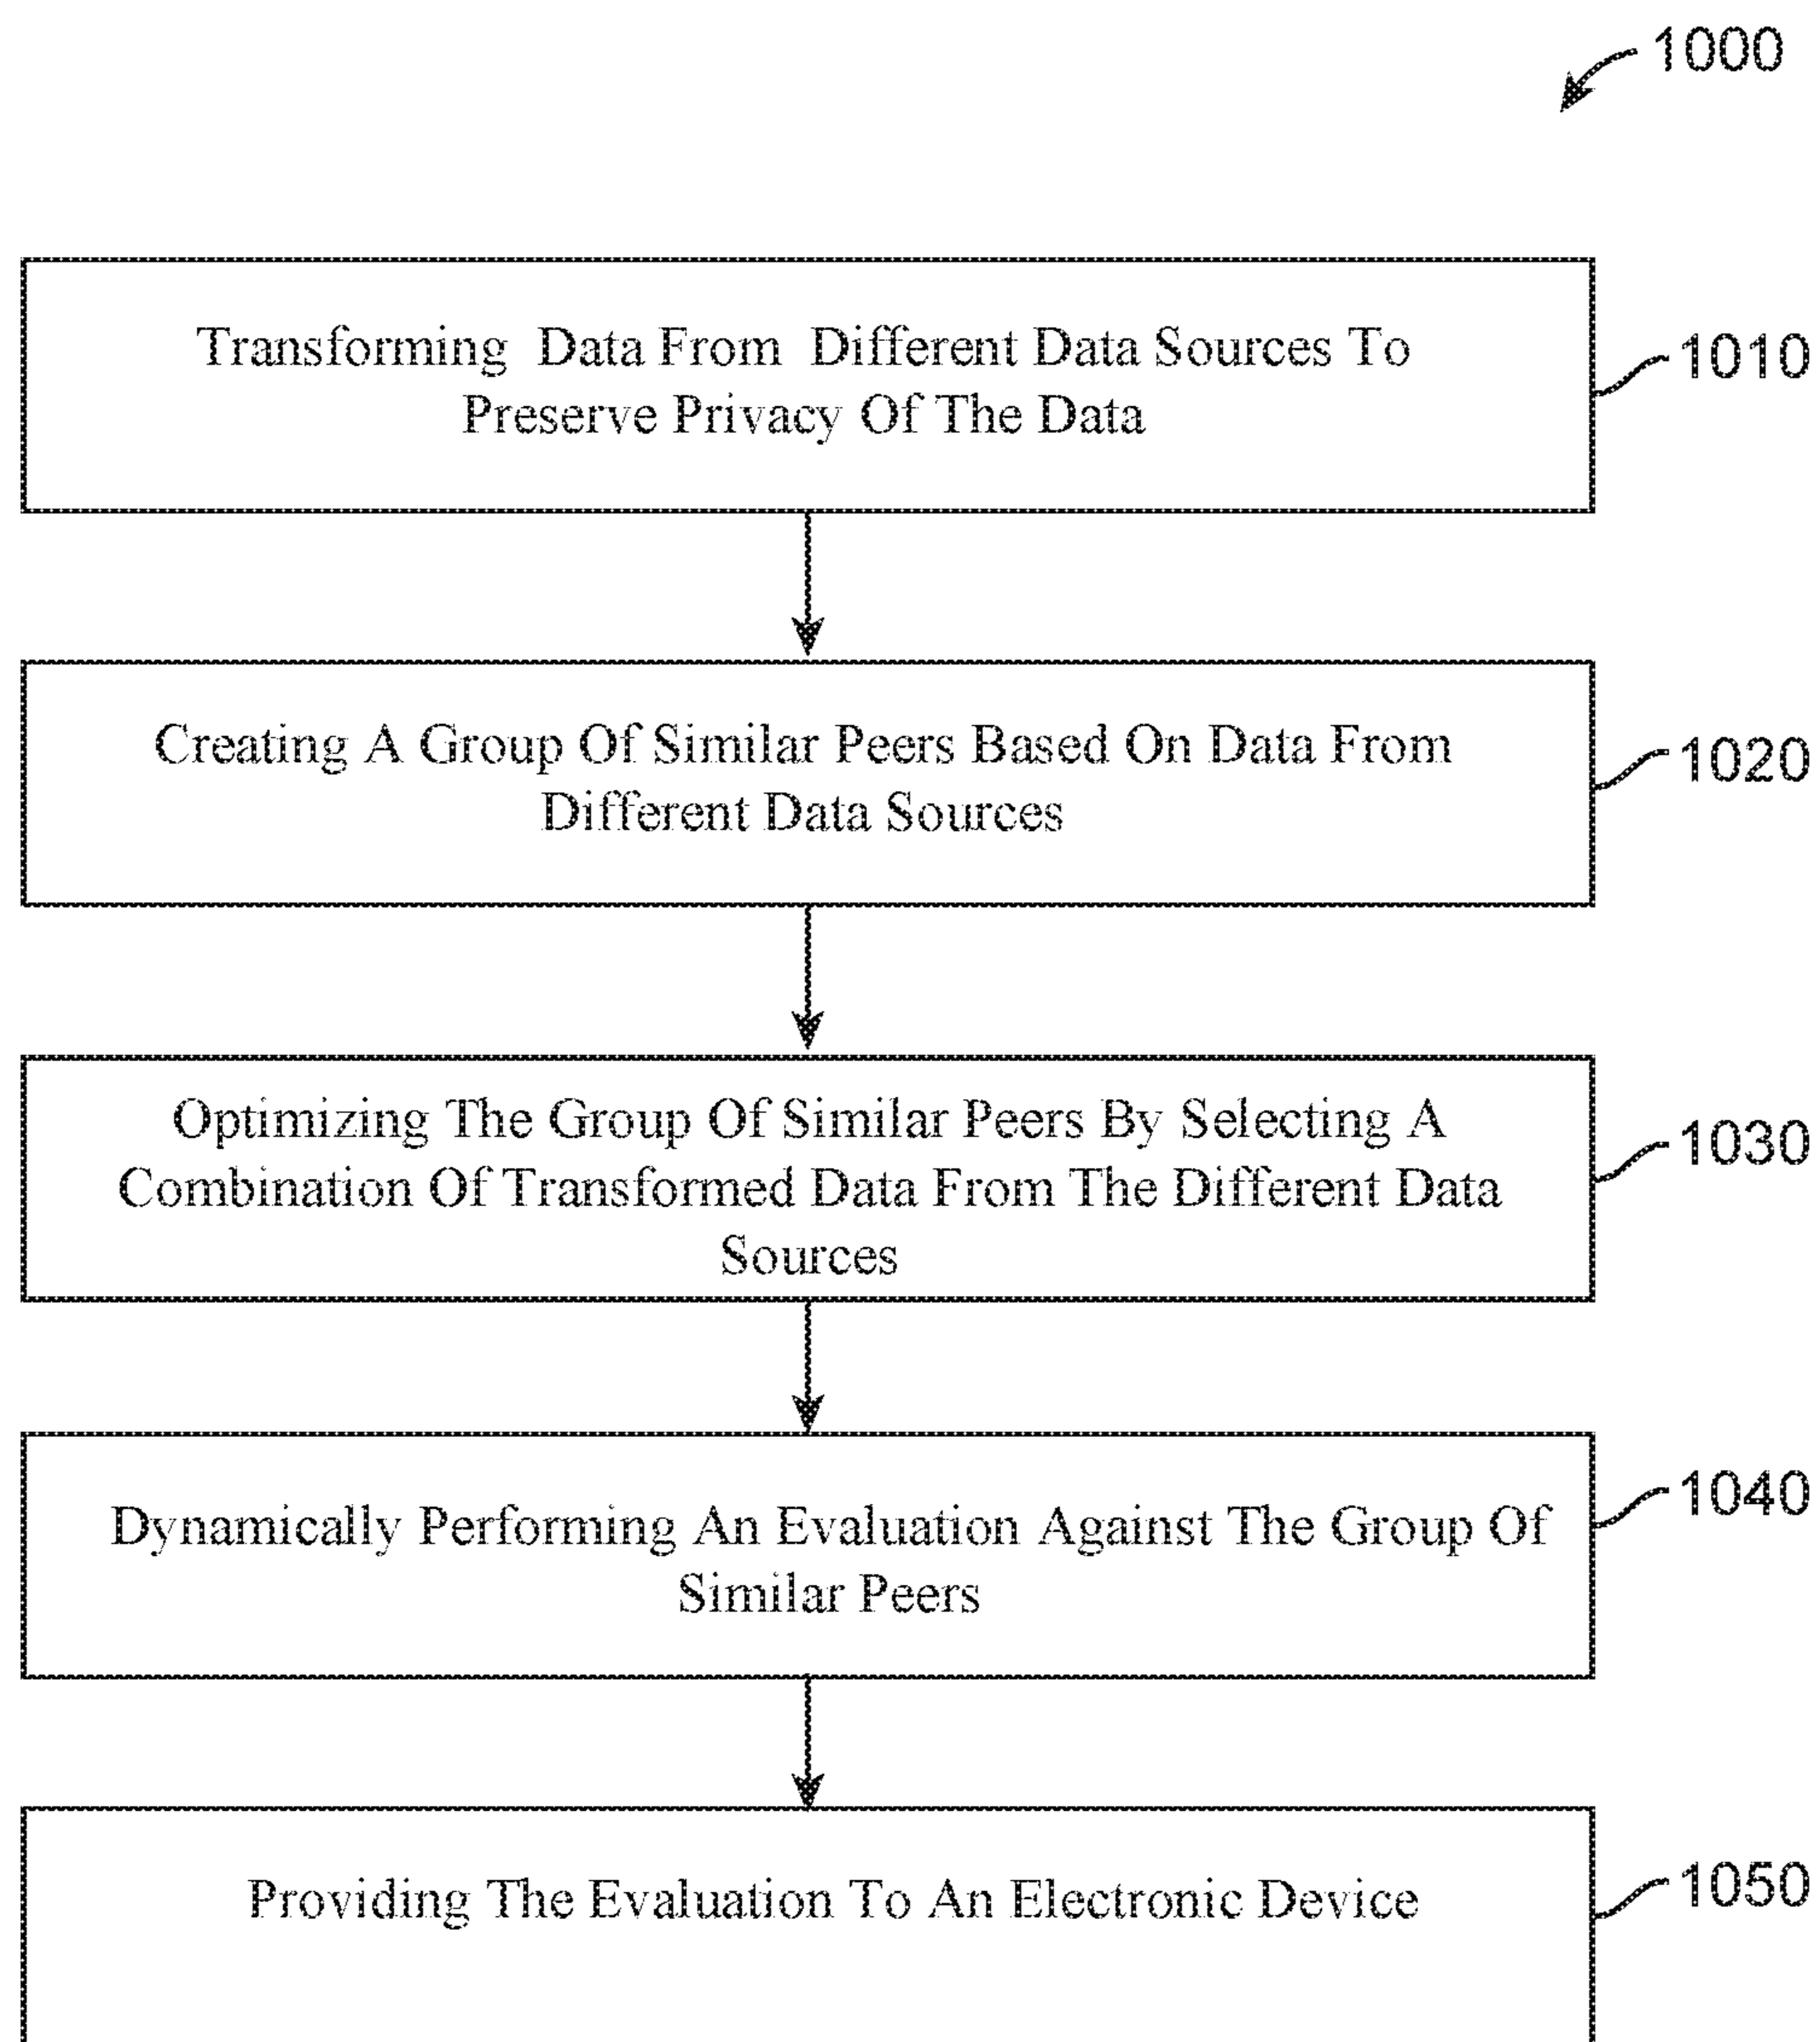 1000
Transforming Data From Different Data Sources To
Preserve Privacy Of The Data
1010
Creating A Group Of Similar Peers Based On Data From
Different Data Sources
1020
Optimizing The Group Of Similar Peers By Selecting A
Combination Of Transformed Data From The Different Data
Sources
1030
Dynamically Performing An Evaluation Against The Group Of
Similar Peers
1040
Providing The Evaluation To An Electronic Device
1050